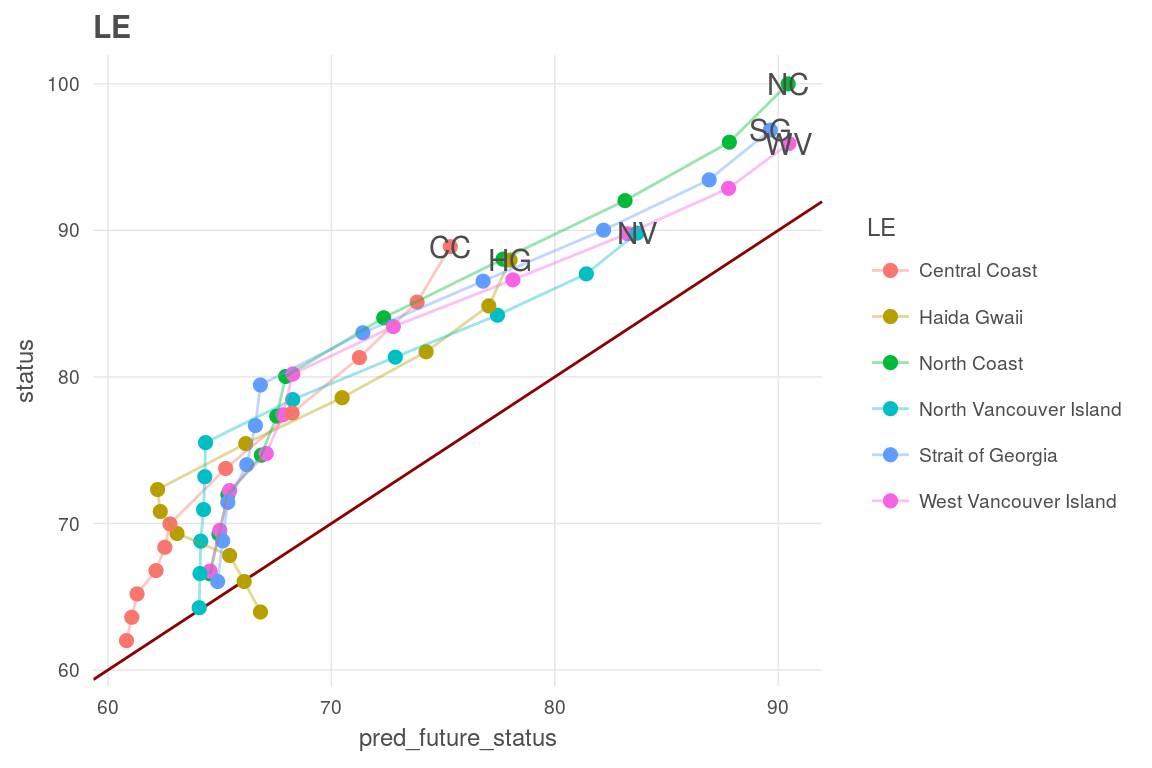 LE
100
90
80
70
60
status
NC
SG
WV
NV
CC
HG
60
70
80
90
pred_future_status
LE
Central Coast
Haida Gwaii
North Coast
North Vancouver Island
Strait of Georgia
West Vancouver Island